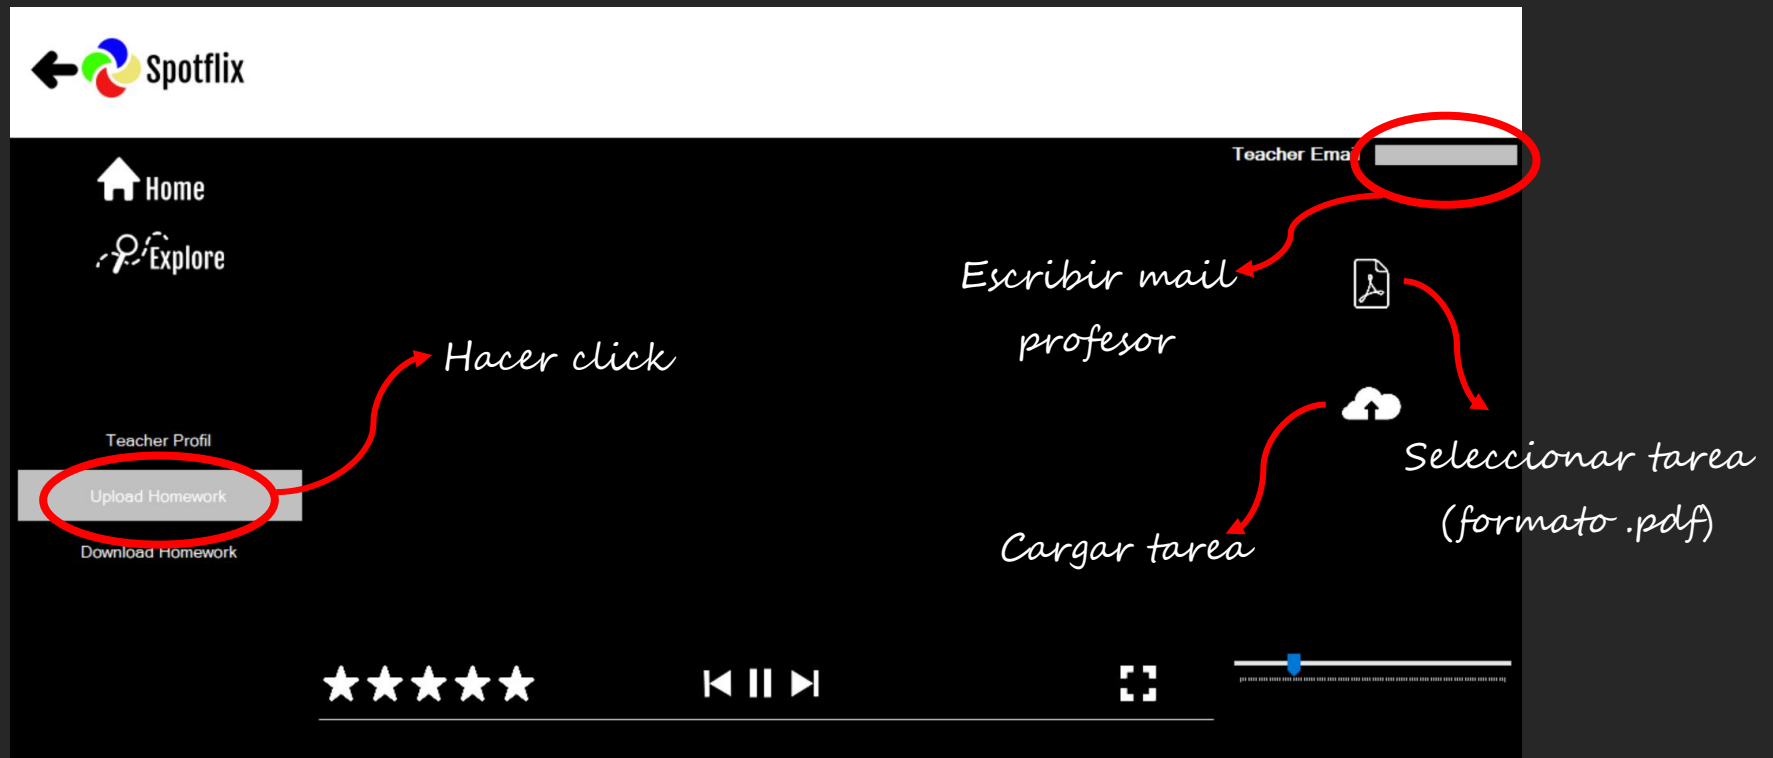 Spotflix
Teacher Email
Home
Explore
Escribir mail
profesor
Hacer click
Teacher Profil
Upload Homework
Download Homework
Seleccionar tarea
(formato .pdf)
Cargar tarea